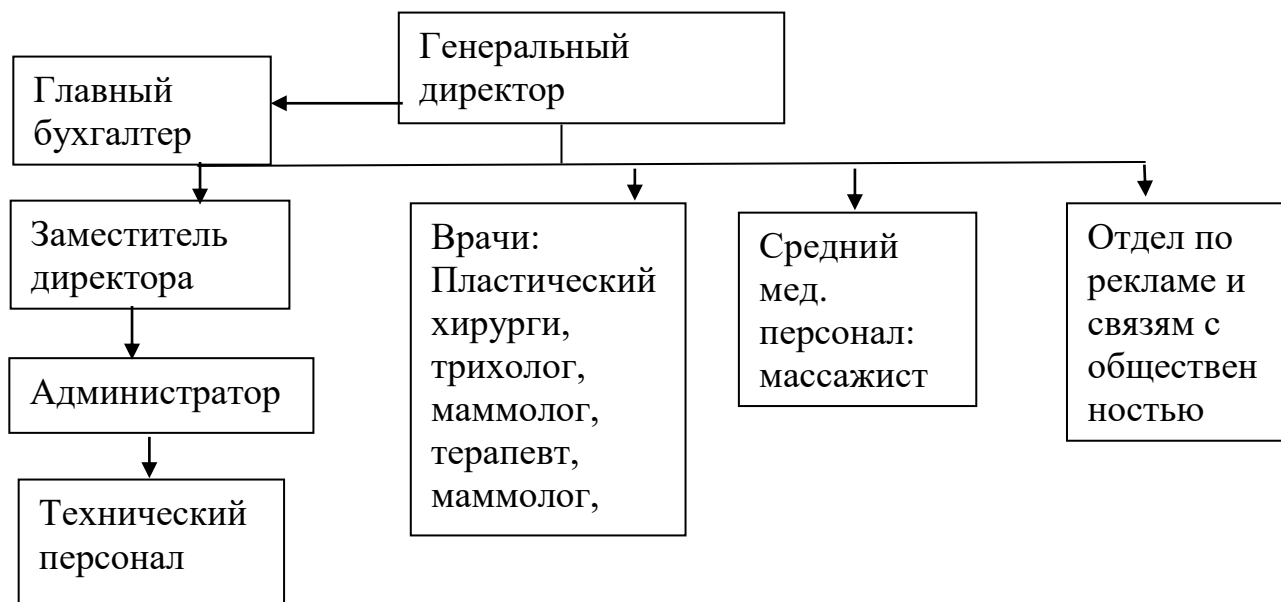 Генеральный
директор
Главный
бухгалтер
Заместитель
директора
Врачи:
Пластический
хирурги,
трихолог,
маммолог,
терапевт,
маммолог,
Средний
мед.
персонал:
массажист
Отдел по
рекламе и
связям с
обществен
ностью
Администратор
Технический
персонал